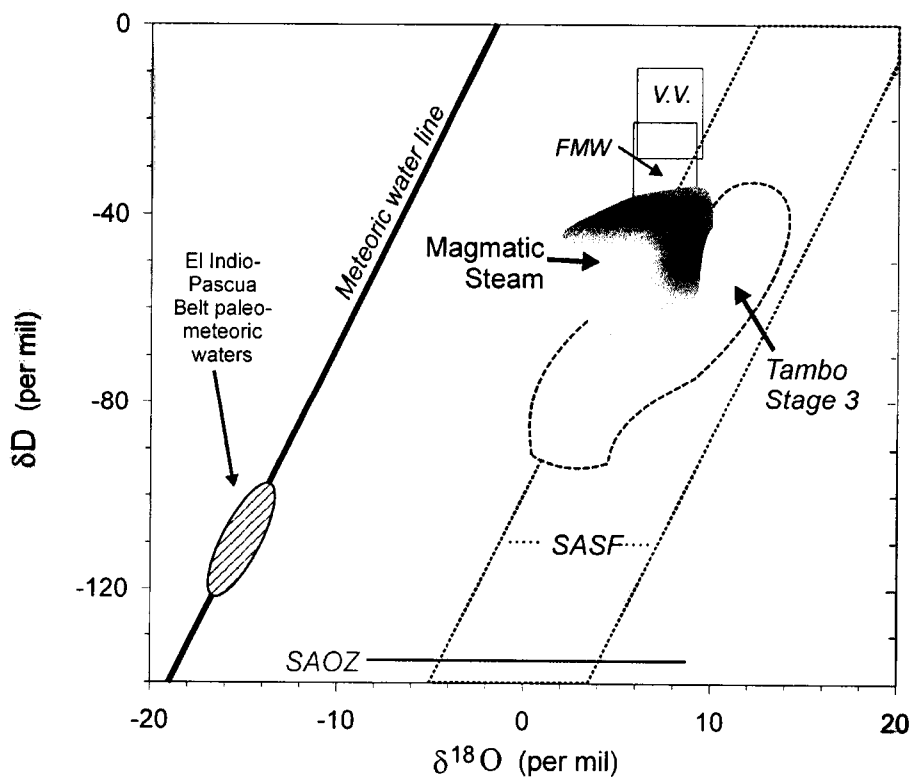 0
-40
-80
-120
δD (per mil)
-20
-10
0
10
20
δ¹⁸O (per mil)
Meteoric water line
El Indio-
Pascua
Belt paleo-
meteoric
waters
V.V.
FMW
Magmatic
Steam
Tambo
Stage 3
SASF
SAOZ